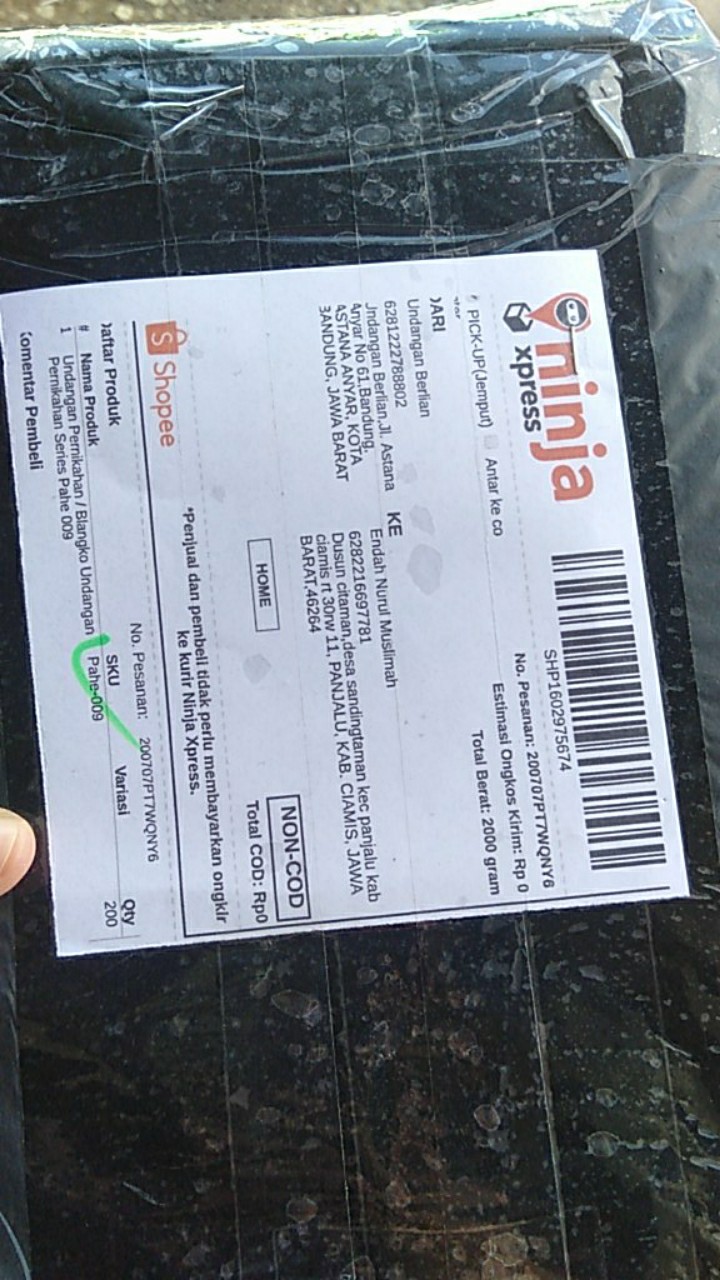 ninja
xpress
SHP1602975674
No. Pesanan: 200707PT7WQNY6
Estimasi Ongkos Kirim: Rp 0
Total Berat: 2000 gram
PICK-UP(Jemput) Antar ke co
DARI
Undangan Berlian
6281222788802
Undangan Berlian,Jl. Astana
Anyar No 61,Bandung,
ASTANA ANYAR, KOTA
BANDUNG, JAWA BARAT
KE
Endah Nurul Muslimah
6282216697781
Dusun citaman,desa sandingtaman kec panjalu kab
ciamis rt 30rw 11, PANJALU, KAB. CIAMIS, JAWA
BARAT,46264
HOME
NON-COD
Total COD: Rp0
*Penjual dan pembeli tidak perlu membayarkan ongkir
ke kurir Ninja Xpress.
Shopee
No. Pesanan: 200707PT7WQNY6
Daftar Produk
# Nama Produk SKU Variasi Qty
1 Undangan Pernikahan / Blangko Undangan Pahe-009 200
Pernikahan Series Pahe 009
Komentar Pembeli